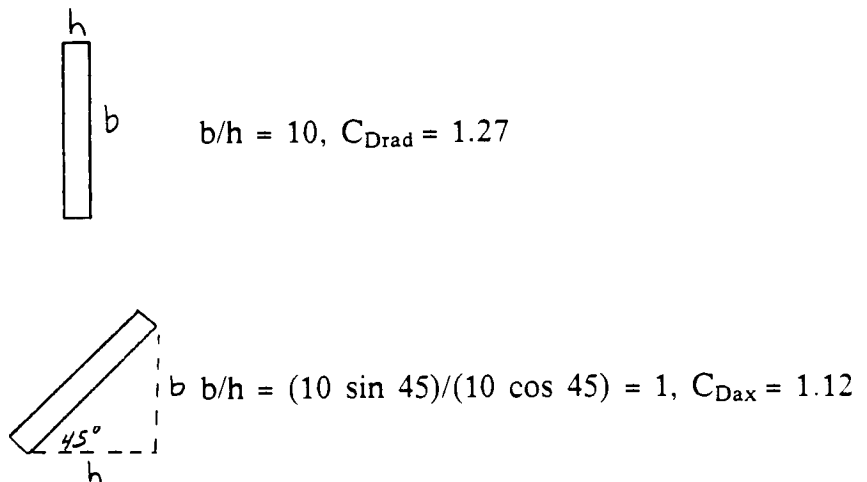 h
b
b/h = 10, C_Drad = 1.27
b b/h = (10 sin 45)/(10 cos 45) = 1, C_Dax = 1.12
45°
h